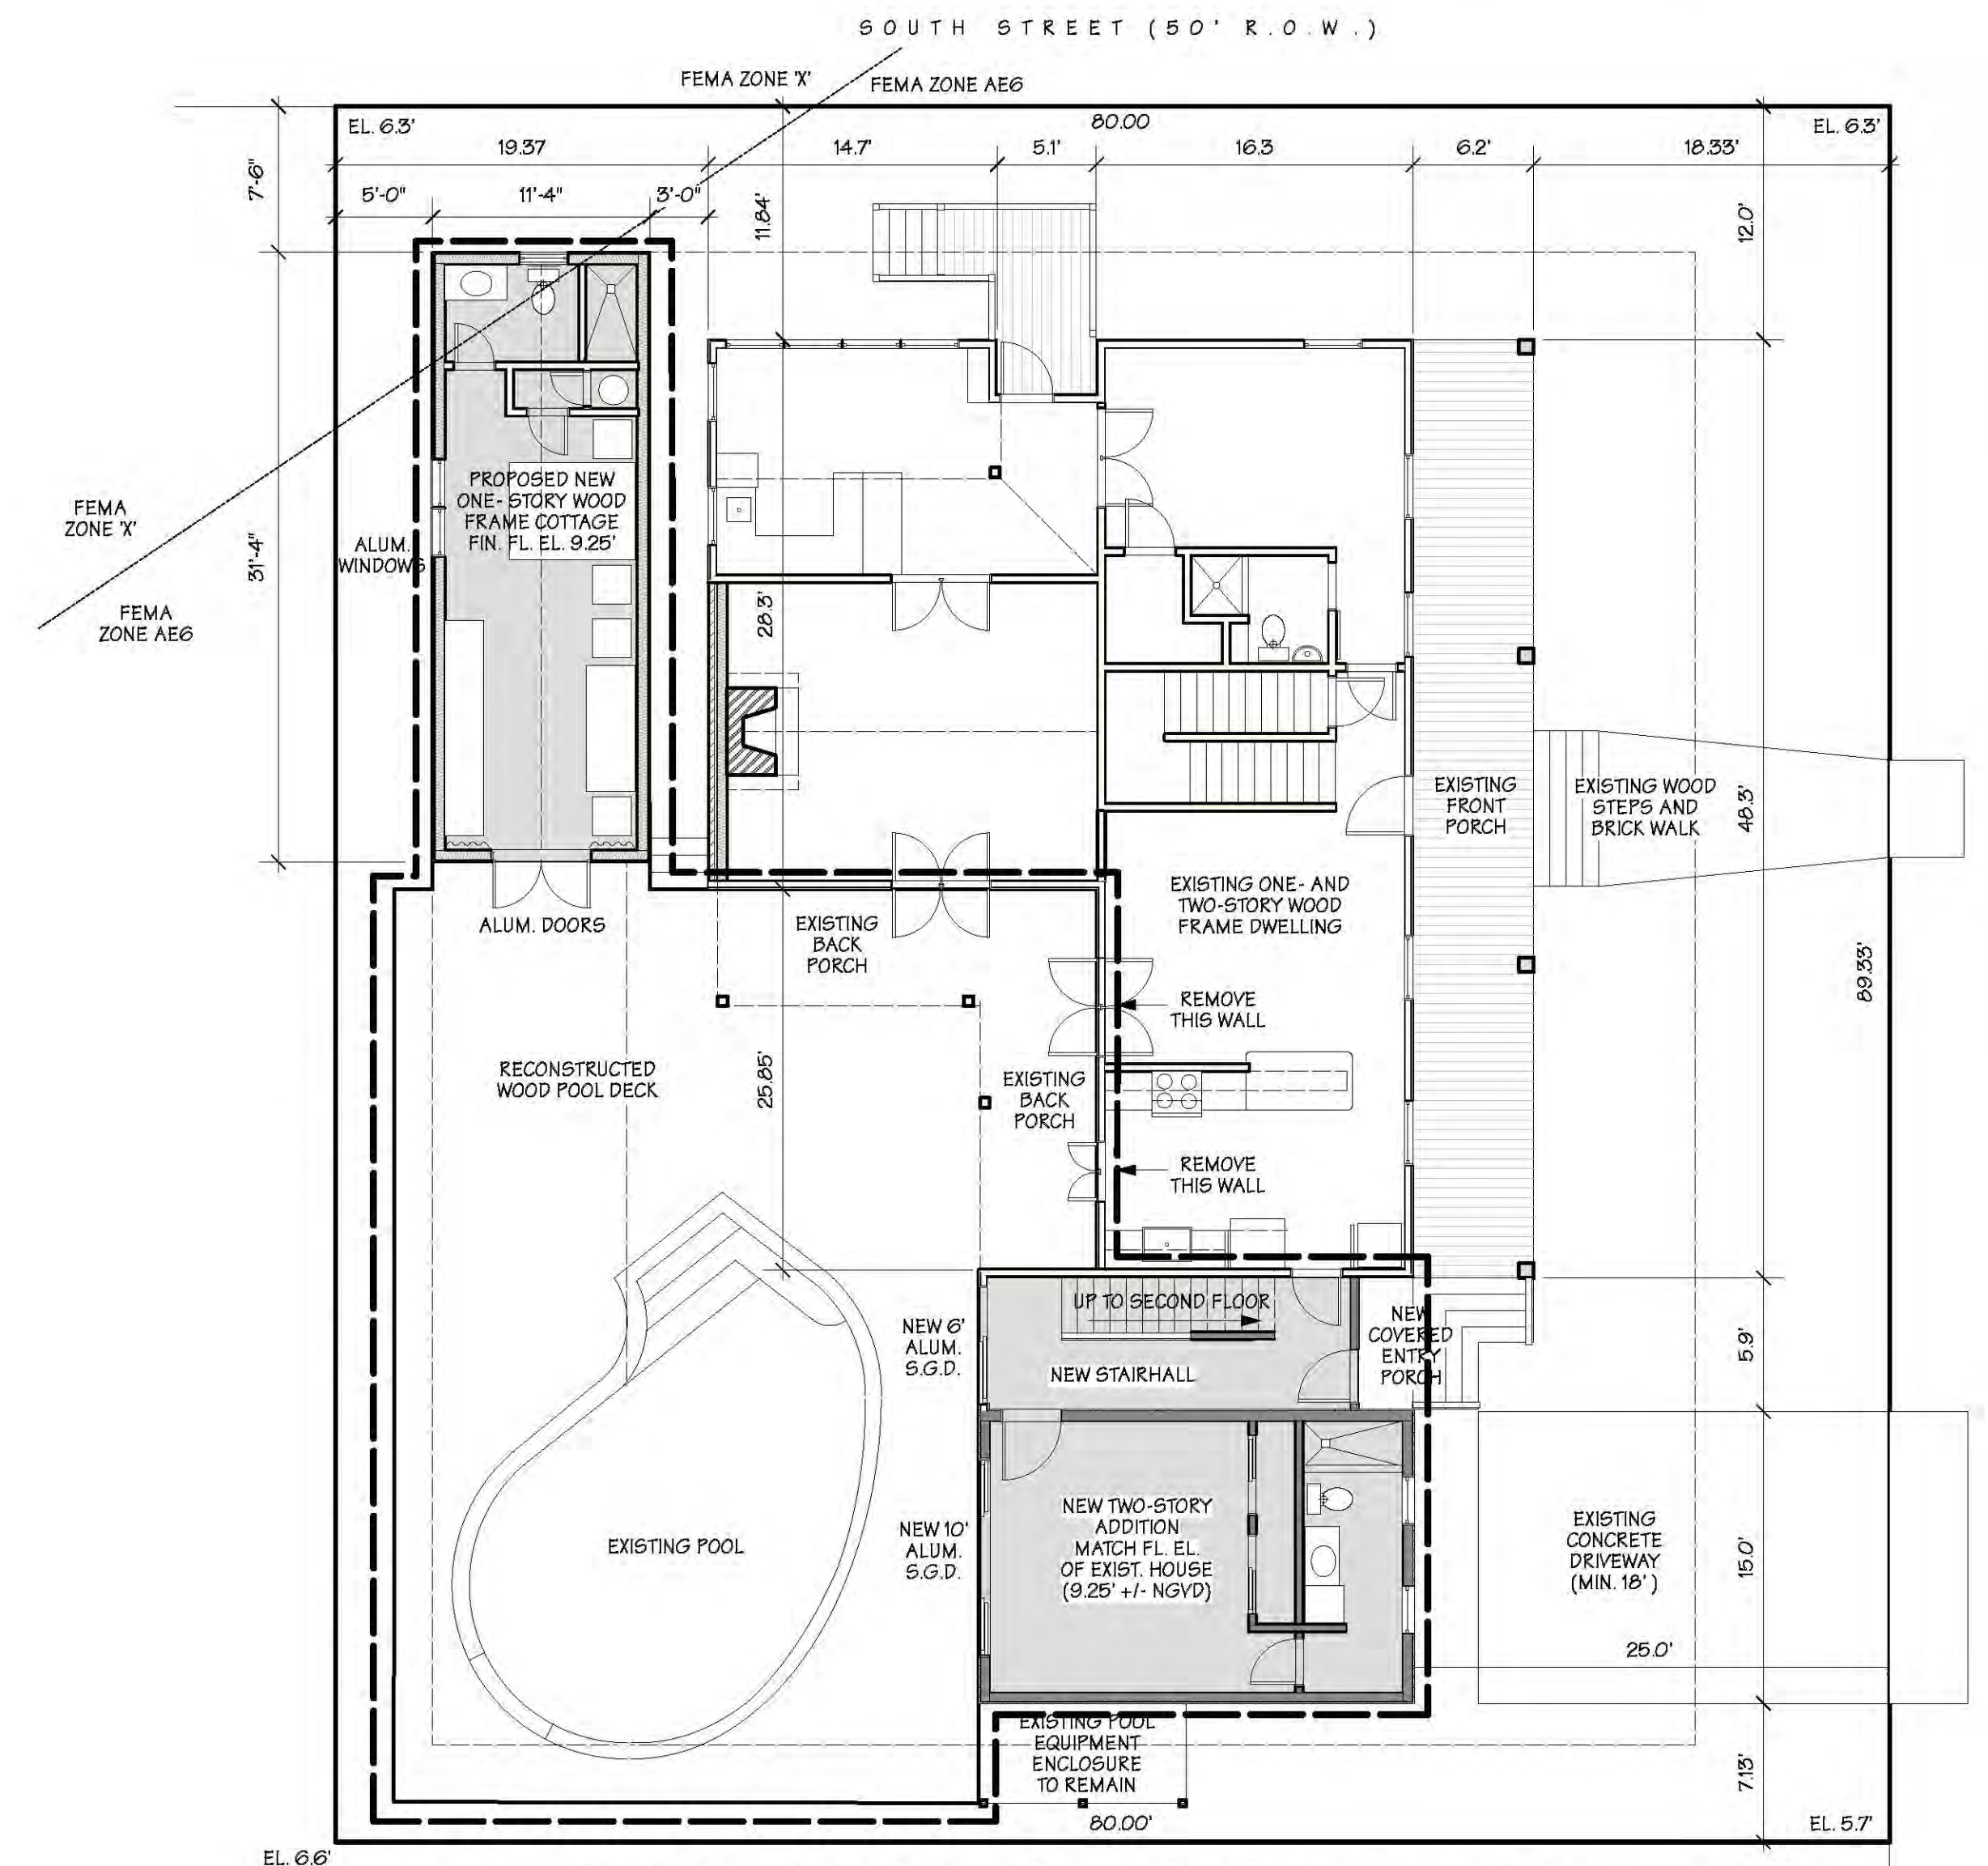 SOUTH STREET (50' R.O.W.)
FEMA ZONE 'X'
FEMA ZONE AE6
EL. 6.3'
80.00
EL. 6.3'
19.37
14.7'
5.1'
16.3
6.2'
18.33'
7'-6"
5'-0"
11'-4"
3'-0"
11.84'
12.0'
PROPOSED NEW
ONE- STORY WOOD
FRAME COTTAGE
FIN. FL. EL. 9.25'
FEMA
ZONE 'X'
ALUM.
WINDOWS
31'-4"
FEMA
ZONE AE6
28.3'
EXISTING
FRONT
PORCH
EXISTING WOOD
STEPS AND
BRICK WALK
48.3'
EXISTING ONE- AND
TWO-STORY WOOD
FRAME DWELLING
ALUM. DOORS
EXISTING
BACK
PORCH
89.33'
REMOVE
THIS WALL
RECONSTRUCTED
WOOD POOL DECK
25.85'
EXISTING
BACK
PORCH
REMOVE
THIS WALL
UP TO SECOND FLOOR
NEW 6'
ALUM.
S.G.D.
NEW STAIRHALL
NEW
COVERED
ENTRY
PORCH
5.9'
NEW TWO-STORY
ADDITION
MATCH FL. EL.
OF EXIST. HOUSE
(9.25' +/- NGVD)
EXISTING POOL
NEW 10'
ALUM.
S.G.D.
EXISTING
CONCRETE
DRIVEWAY
(MIN. 18')
15.0'
25.0'
EXISTING POOL
EQUIPMENT
ENCLOSURE
TO REMAIN
7.13'
80.00'
EL. 5.7'
EL. 6.6'